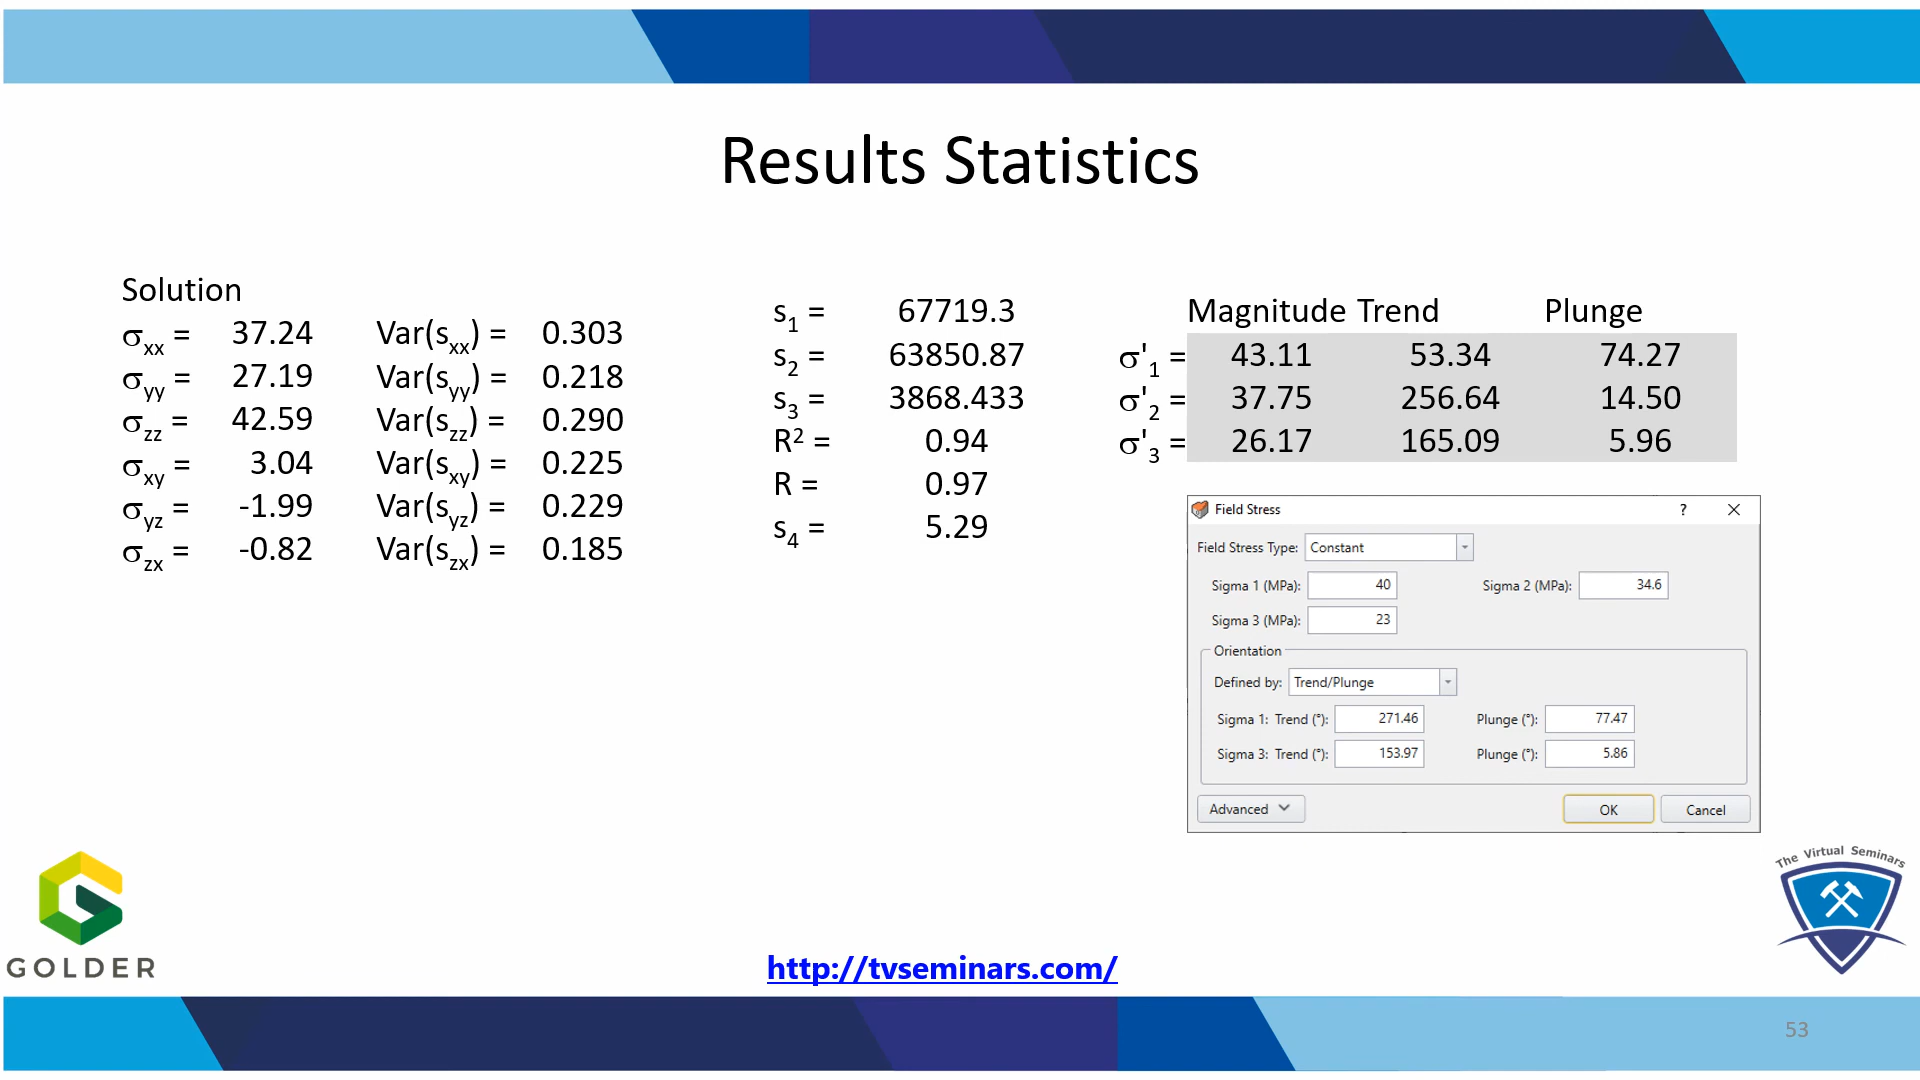 Results Statistics
Solution
σxx = 37.24 Var(sxx) = 0.303
σyy = 27.19 Var(syy) = 0.218
σzz = 42.59 Var(szz) = 0.290
σxy = 3.04 Var(sxy) = 0.225
σyz = -1.99 Var(syz) = 0.229
σzx = -0.82 Var(szx) = 0.185
s1 = 67719.3
s2 = 63850.87
s3 = 3868.433
R2 = 0.94
R = 0.97
s4 = 5.29
Magnitude Trend Plunge
σ'1 = 43.11 53.34 74.27
σ'2 = 37.75 256.64 14.50
σ'3 = 26.17 165.09 5.96
Field Stress ?
Field Stress Type: Constant
Sigma 1 (MPa): 40 Sigma 2 (MPa): 34.6
Sigma 3 (MPa): 23
Orientation
Defined by: Trend/Plunge
Sigma 1: Trend (°): 271.46 Plunge (°): 77.47
Sigma 3: Trend (°): 153.97 Plunge (°): 5.86
Advanced OK Cancel
GOLDER
The Virtual Seminars
http://tvseminars.com/
53